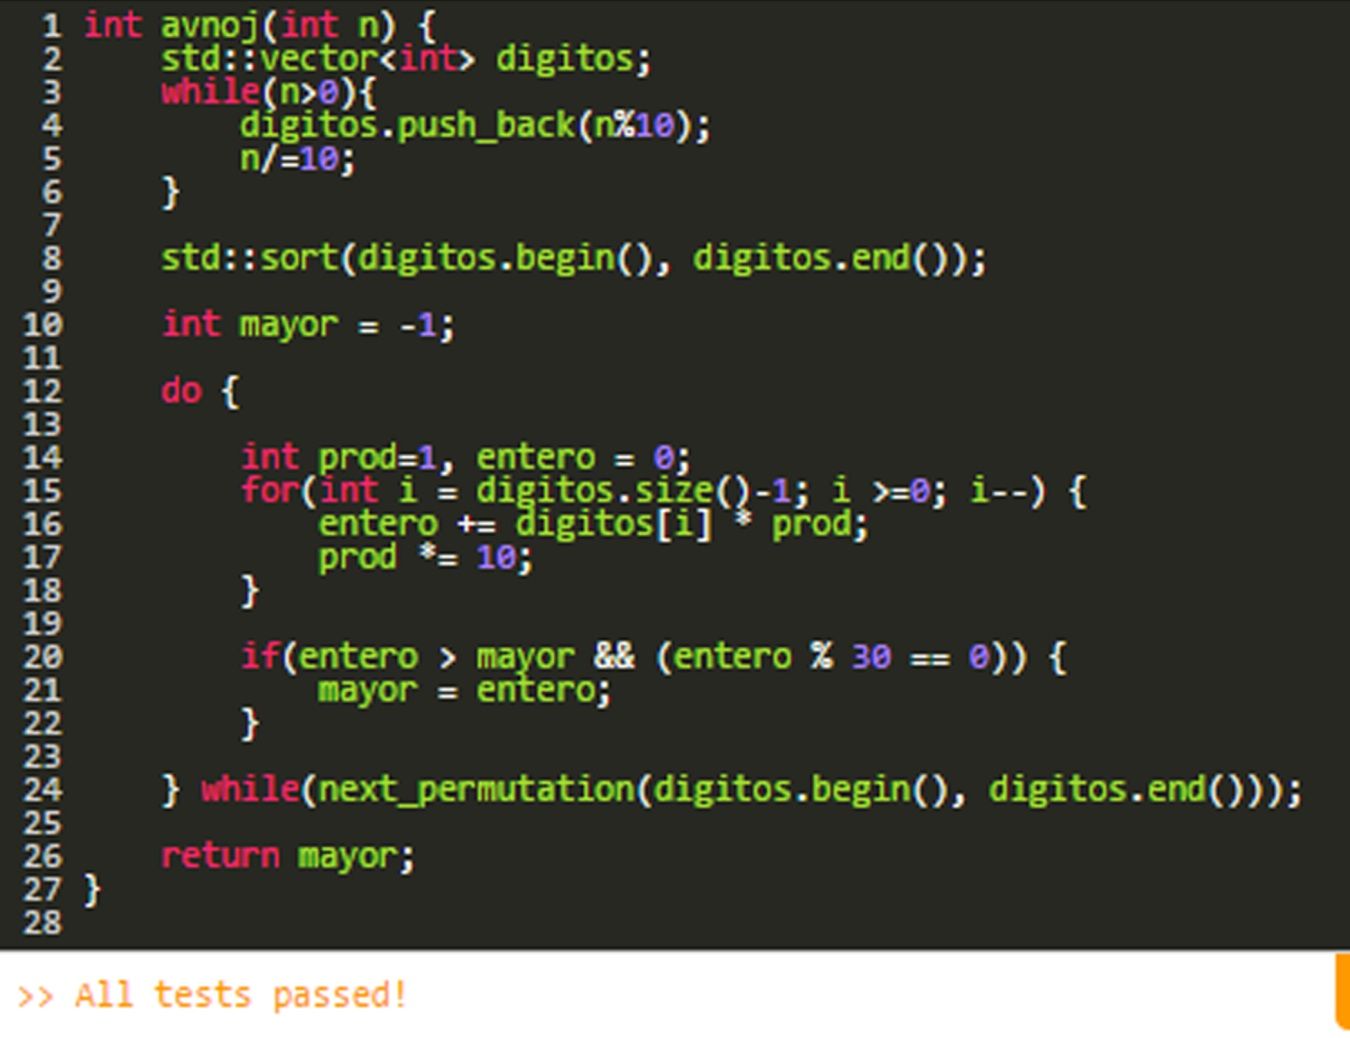 1 int avnoj(int n) {
2 std::vector<int> digitos;
3 while(n>0){
4 digitos.push_back(n%10);
5 n/=10;
6 }
7
8 std::sort(digitos.begin(), digitos.end());
9
10 int mayor = -1;
11
12 do {
13
14 int prod=1, entero = 0;
15 for(int i = digitos.size()-1; i >=0; i--) {
16 entero += digitos[i] * prod;
17 prod *= 10;
18 }
19
20 if(entero > mayor && (entero % 30 == 0)) {
21 mayor = entero;
22 }
23
24 } while(next_permutation(digitos.begin(), digitos.end()));
25
26 return mayor;
27 }
28
>> All tests passed!